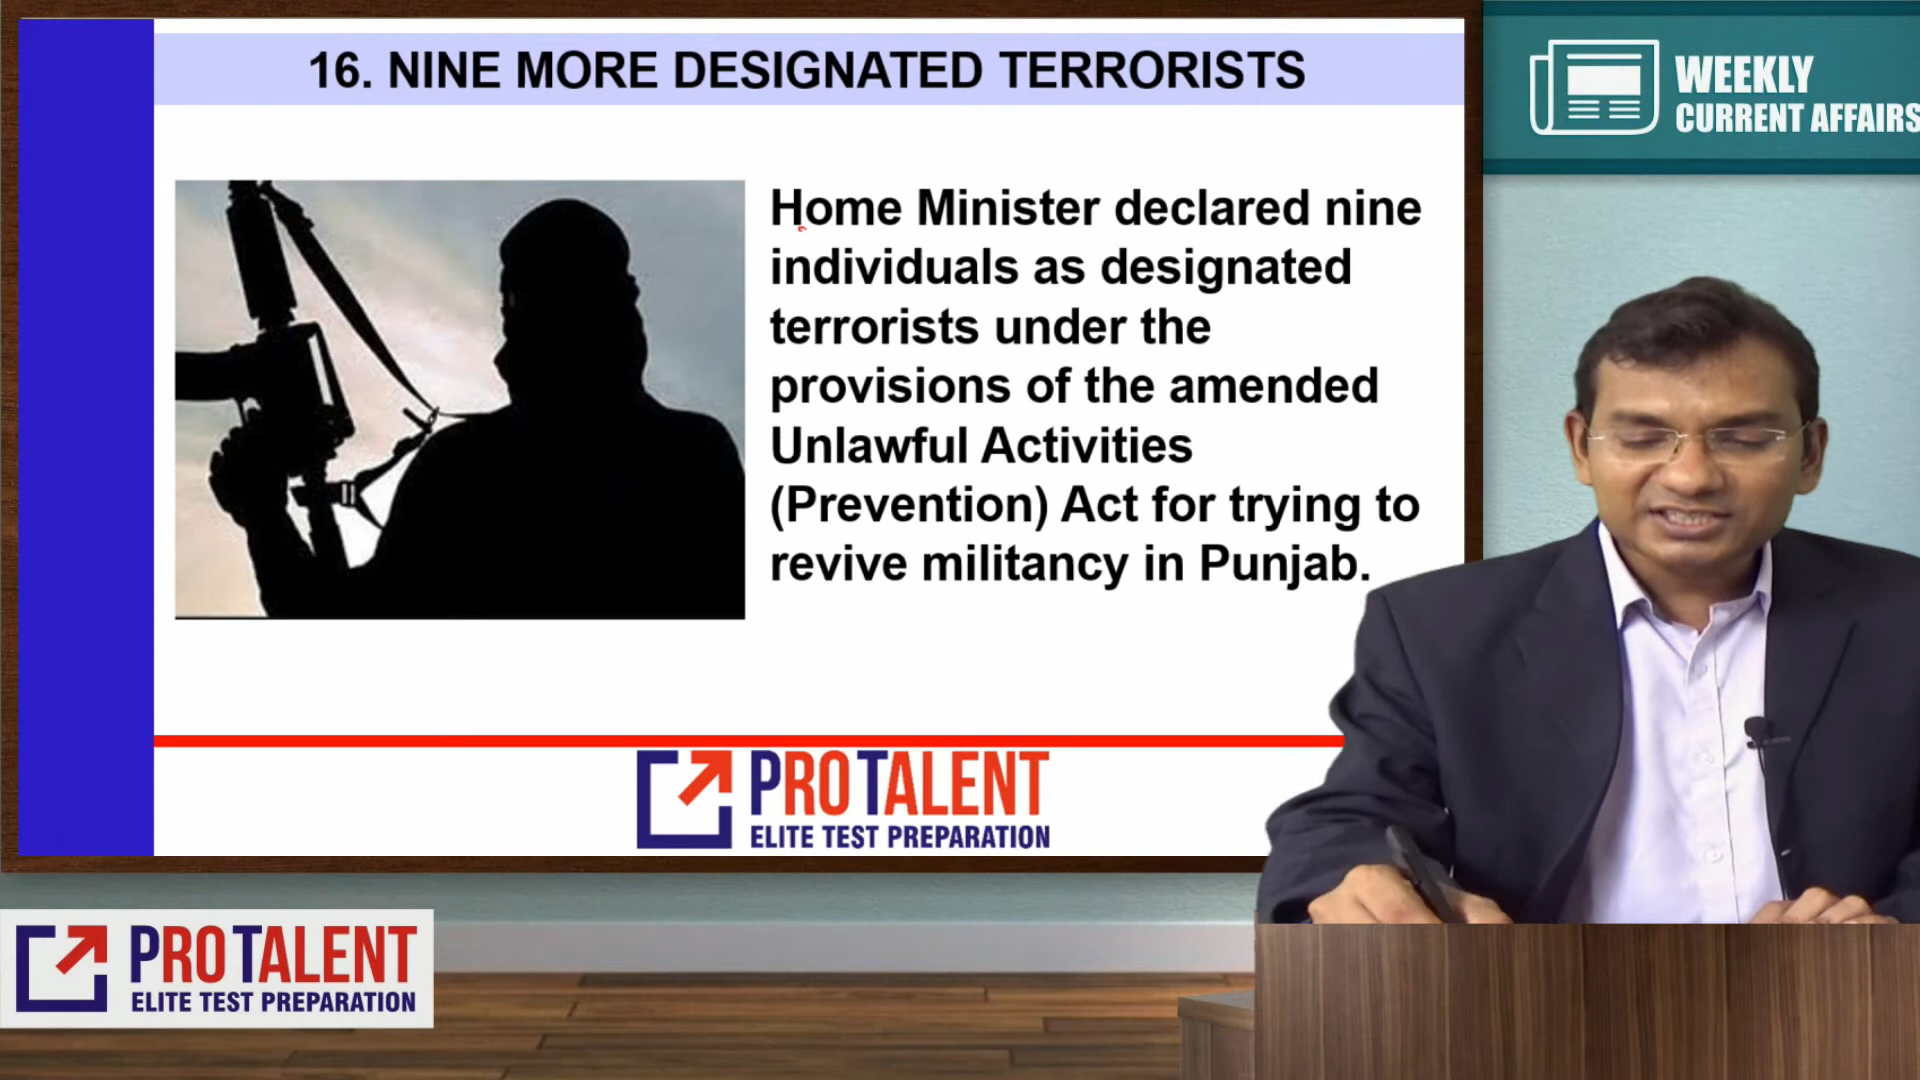 16. NINE MORE DESIGNATED TERRORISTS
WEEKLY
CURRENT AFFAIRS
Home Minister declared nine
individuals as designated
terrorists under the
provisions of the amended
Unlawful Activities
(Prevention) Act for trying to
revive militancy in Punjab.
PROTALENT
ELITE TEST PREPARATION
PROTALENT
ELITE TEST PREPARATION